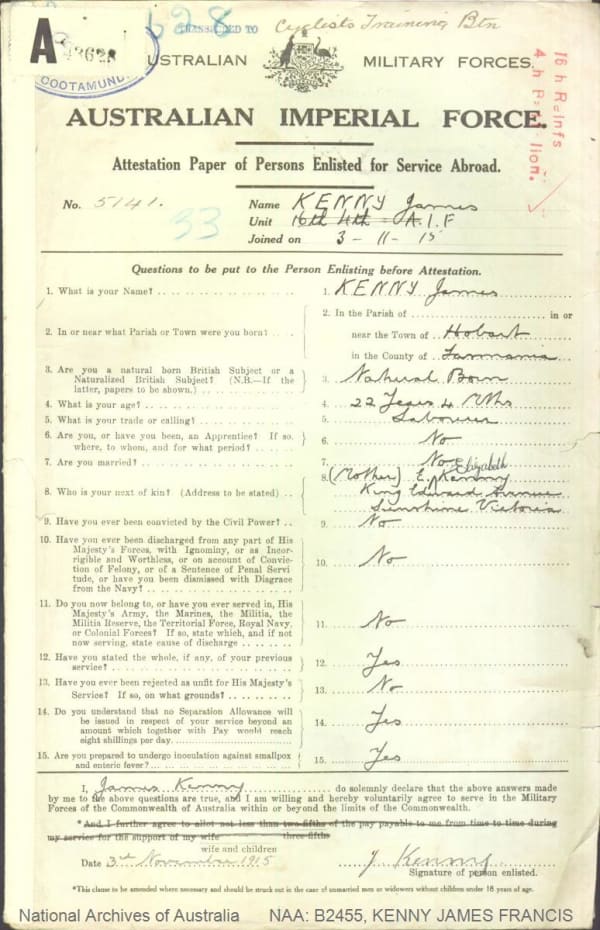 A
TRANSFERRED TO Cyclists Training Btn
628
COOTAMUND
AUSTRALIAN MILITARY FORCES.
16th Reinfs
4th Battalion.
AUSTRALIAN IMPERIAL FORCE.
Attestation Paper of Persons Enlisted for Service Abroad.
No. 5141.
33
Name KENNY James
Unit 16th 4th = A.I.F
Joined on 3-11-15
Questions to be put to the Person Enlisting before Attestation.
1. What is your Name? 1. KENNY James
2. In or near what Parish or Town were you born? 2. In the Parish of in or
near the Town of Hobart
in the County of Tasmania
3. Are you a natural born British Subject or a
Naturalized British Subject? (N.B.—If the
latter, papers to be shown.) 3. Natural Born
4. What is your age? 4. 22 Years 4 Mths
5. What is your trade or calling? 5. Labourer
6. Are you, or have you been, an Apprentice? If so,
where, to whom, and for what period? 6. No
7. Are you married? 7. No
8. Who is your next of kin? (Address to be stated) 8. (Mother) E. Elizabeth Kenny
King Edward Avenue
Sunshine Victoria
9. Have you ever been convicted by the Civil Power? 9. No
10. Have you ever been discharged from any part of His
Majesty's Forces, with Ignominy, or as Incor-
rigible and Worthless, or on account of Convic-
tion of Felony, or of a Sentence of Penal Servi
tude, or have you been dismissed with Disgrace
from the Navy? 10. No
11. Do you now belong to, or have you ever served in, His
Majesty's Army, the Marines, the Militia, the
Militia Reserve, the Territorial Force, Royal Navy,
or Colonial Forces? If so, state which, and if not
now serving, state cause of discharge 11. No
12. Have you stated the whole, if any, of your previous
service? 12. Yes
13. Have you ever been rejected as unfit for His Majesty's
Service? If so, on what grounds? 13. No
14. Do you understand that no Separation Allowance will
be issued in respect of your service beyond an
amount which together with Pay would reach
eight shillings per day. 14. Yes
15. Are you prepared to undergo inoculation against smallpox
and enteric fever? 15. Yes
I, James Kenny do solemnly declare that the above answers made
by me to the above questions are true, and I am willing and hereby voluntarily agree to serve in the Military
Forces of the Commonwealth of Australia within or beyond the limits of the Commonwealth.
*And I further agree to allot not less than two-fifths of the pay payable to me from time to time during
my service for the support of my wife three-fifths
wife and children
Date 3rd November 1915 J Kenny
Signature of person enlisted.
*This clause to be amended where necessary and should be struck out in the case of unmarried men or widowers without children under 18 years of age.
National Archives of Australia NAA: B2455, KENNY JAMES FRANCIS